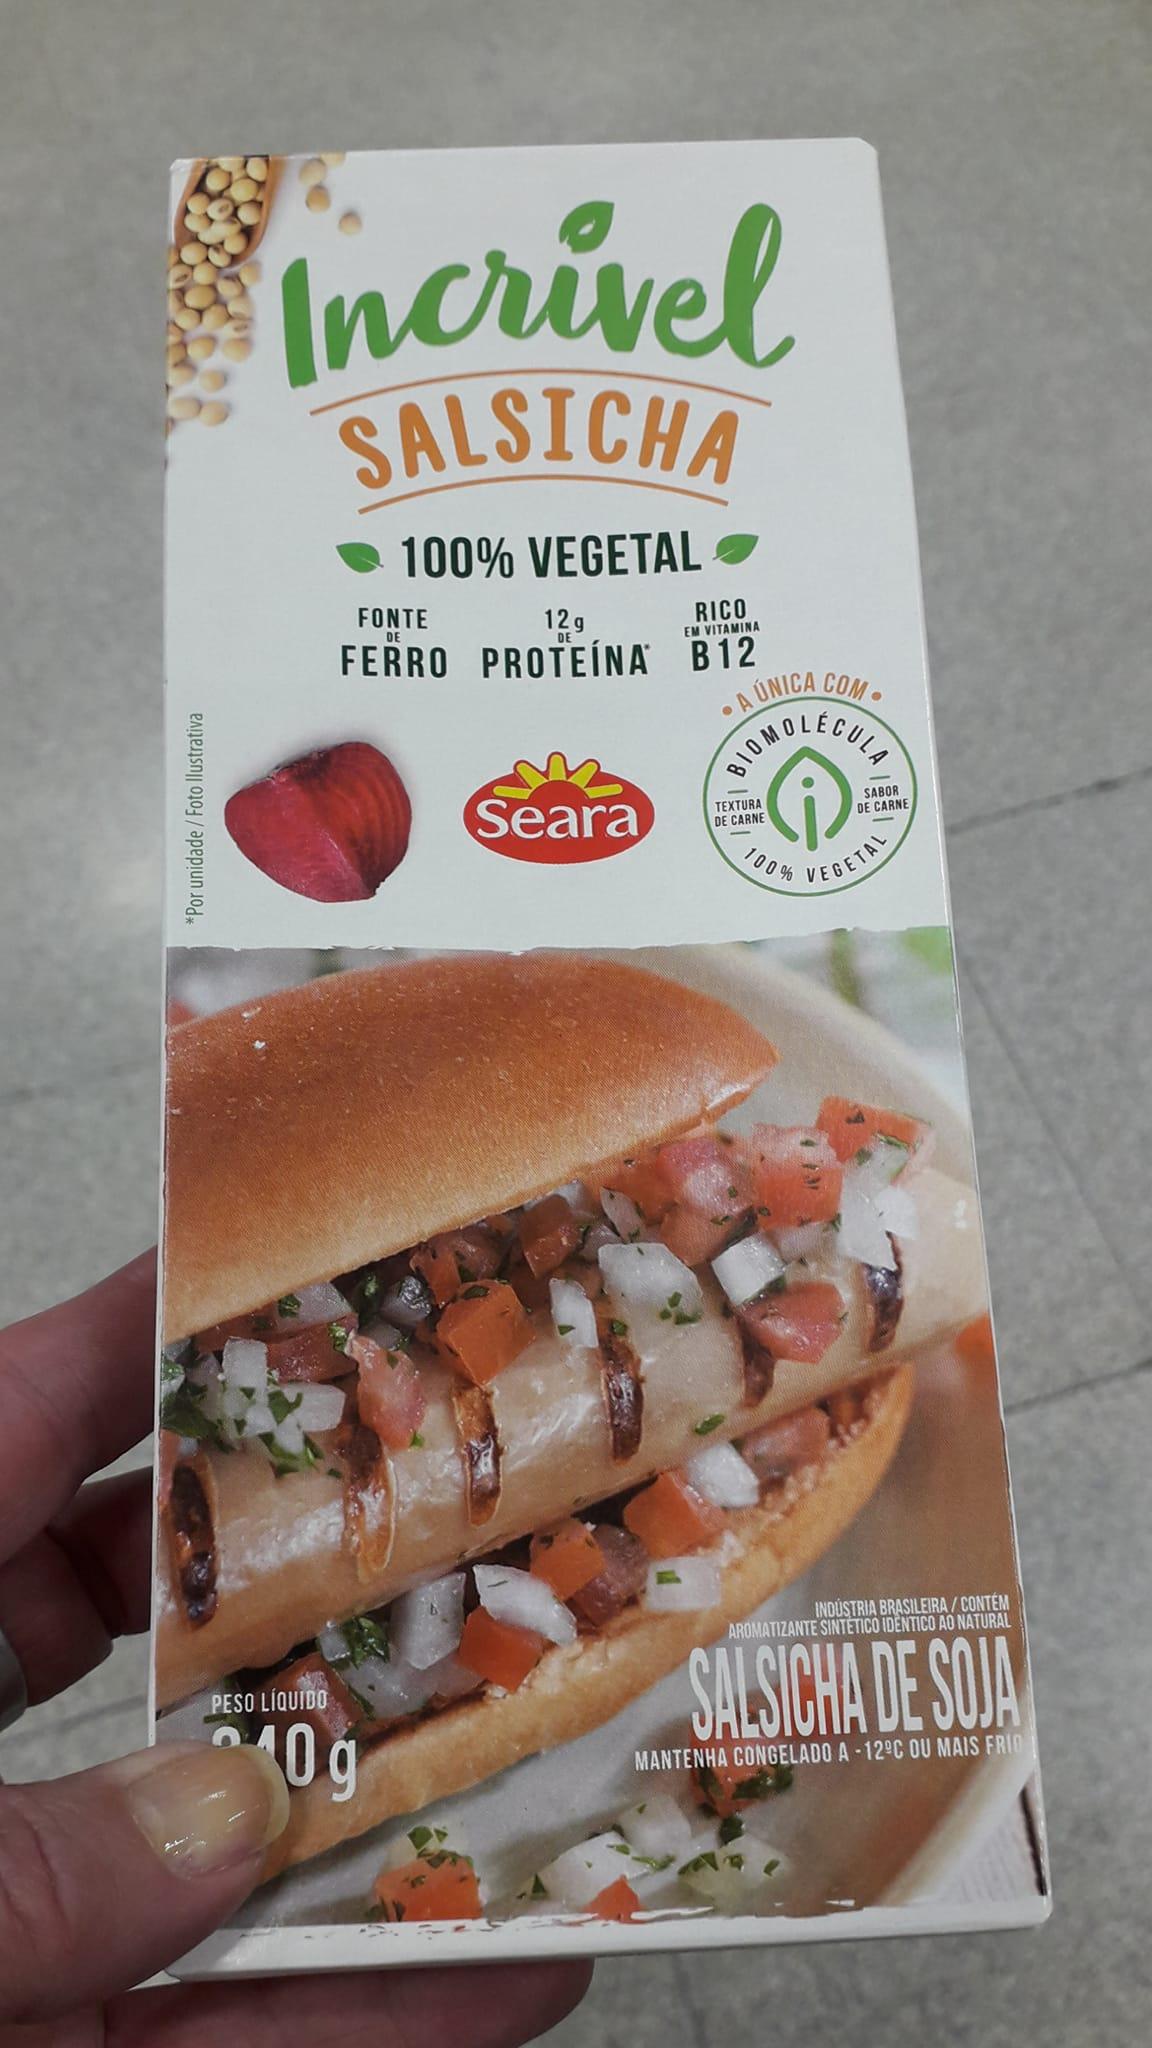 Incrível
SALSICHA
100% VEGETAL
FONTE
DE
FERRO
12g
DE
PROTEÍNA*
RICO
EM VITAMINA
B12
• A ÚNICA COM •
BIOMOLÉCULA
TEXTURA
DE CARNE
SABOR
DE CARNE
100% VEGETAL
Seara
*Por unidade / Foto Ilustrativa
INDÚSTRIA BRASILEIRA / CONTÉM
AROMATIZANTE SINTÉTICO IDÊNTICO AO NATURAL
SALSICHA DE SOJA
MANTENHA CONGELADO A -12ºC OU MAIS FRIO
PESO LÍQUIDO